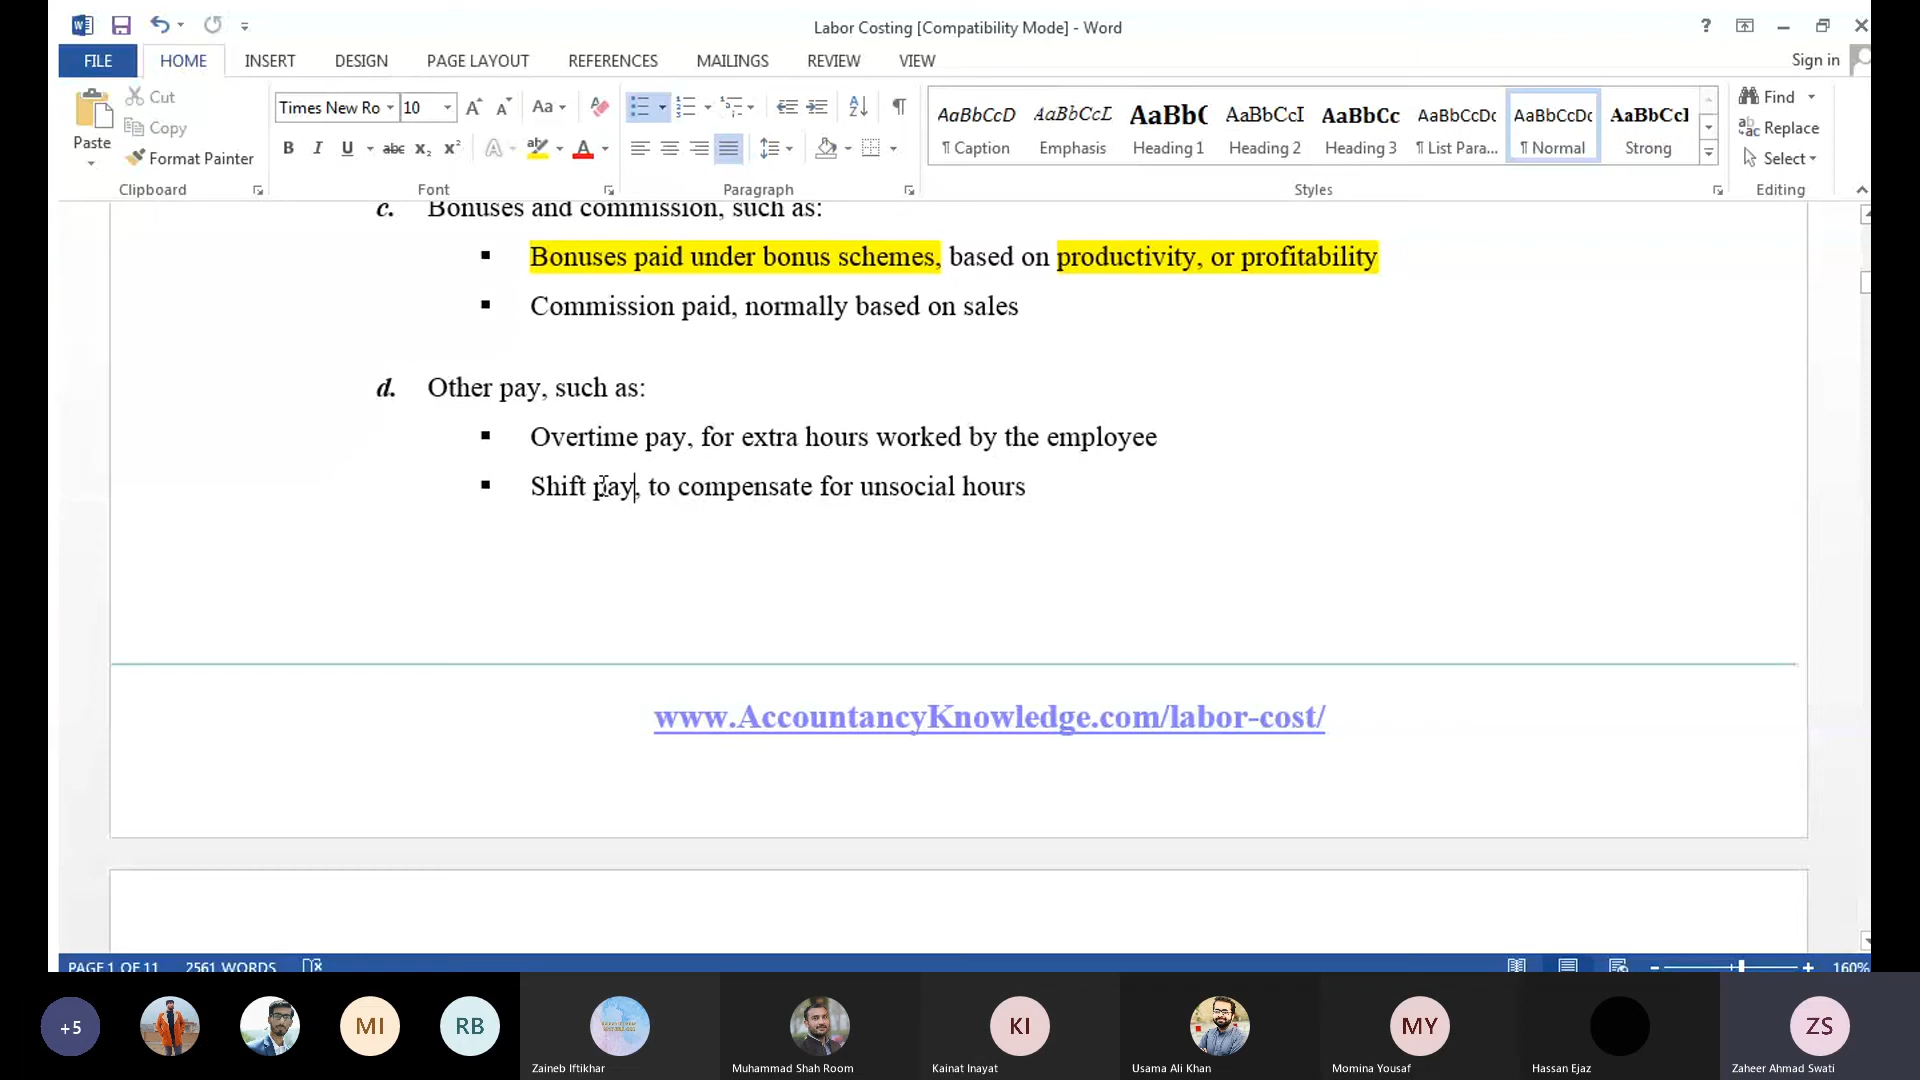 Labor Costing [Compatibility Mode] - Word
?
FILE HOME INSERT DESIGN PAGE LAYOUT REFERENCES MAILINGS REVIEW VIEW Sign in
Paste
Cut
Copy
Format Painter
Clipboard
Times New Ro 10
Font
Paragraph
AaBbCcD AaBbCcL AaBbC AaBbCcI AaBbCc AaBbCcDc AaBbCcDc AaBbCcI
¶ Caption Emphasis Heading 1 Heading 2 Heading 3 ¶ List Para... ¶ Normal Strong
Styles
Find
Replace
Select
Editing
c. Bonuses and commission, such as:
▪ Bonuses paid under bonus schemes, based on productivity, or profitability
▪ Commission paid, normally based on sales
d. Other pay, such as:
▪ Overtime pay, for extra hours worked by the employee
▪ Shift pay, to compensate for unsocial hours
www.AccountancyKnowledge.com/labor-cost/
PAGE 1 OF 11 2561 WORDS 160%
+5 MI RB KI MY ZS
Zaineb Iftikhar Muhammad Shah Room Kainat Inayat Usama Ali Khan Momina Yousaf Hassan Ejaz Zaheer Ahmad Swati